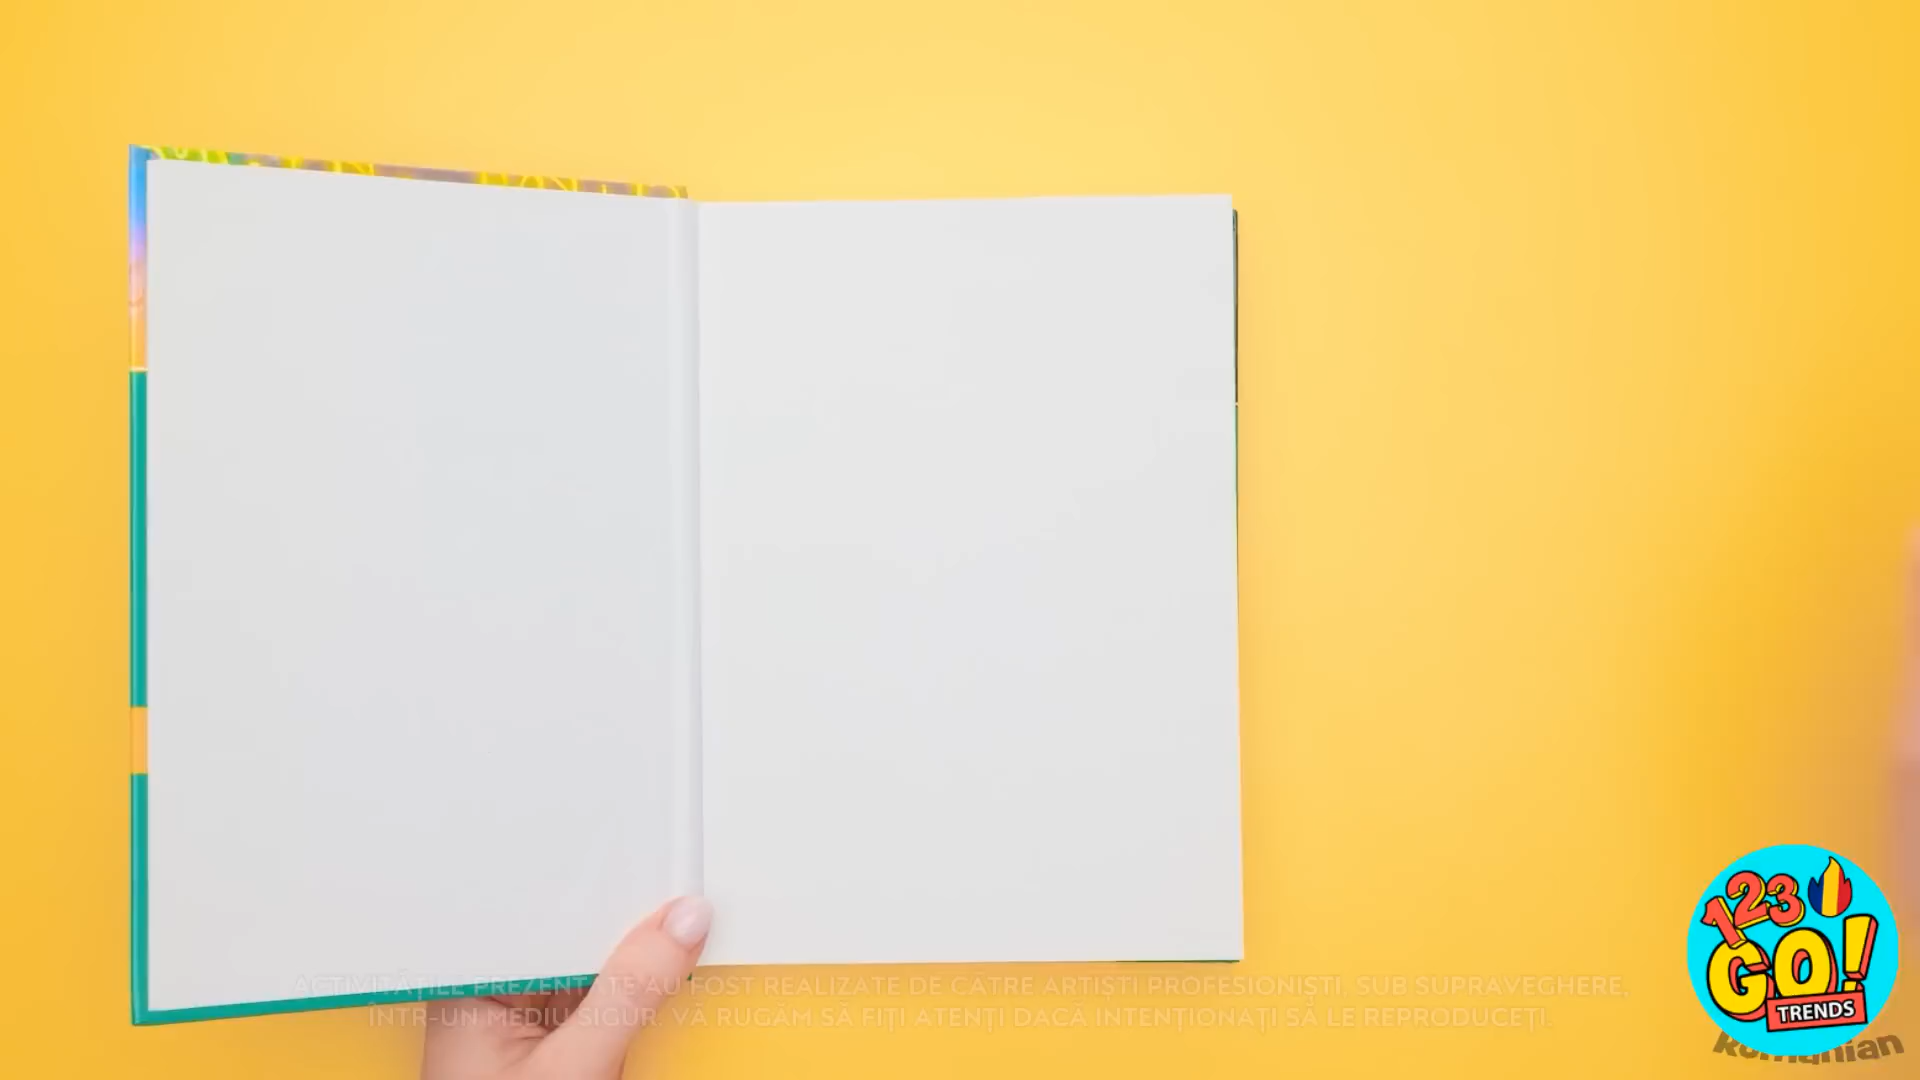 ACTIVITĂȚILE PREZENTATE AU FOST REALIZATE DE CĂTRE ARTIȘTI PROFESIONIȘTI, SUB SUPRAVEGHERE,
ÎNTR-UN MEDIU SIGUR. VĂ RUGĂM SĂ FIȚI ATENȚI DACĂ INTENȚIONAȚI SĂ LE REPRODUCEȚI.
123
GO!
TRENDS
Romanian